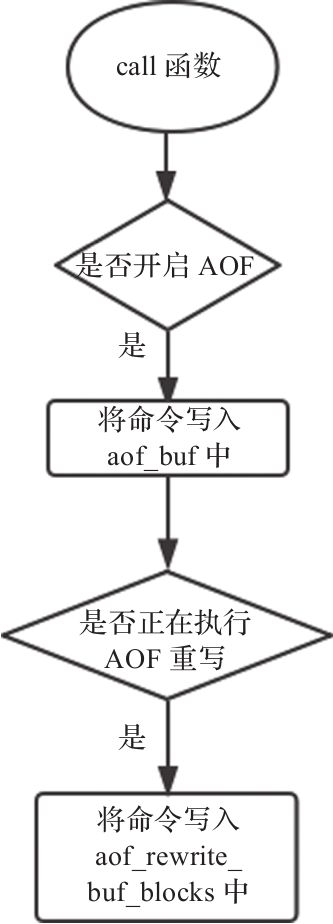 call 函数
是否开启 AOF
是
将命令写入
aof_buf 中
是否正在执行
AOF 重写
是
将命令写入
aof_rewrite_
buf_blocks 中